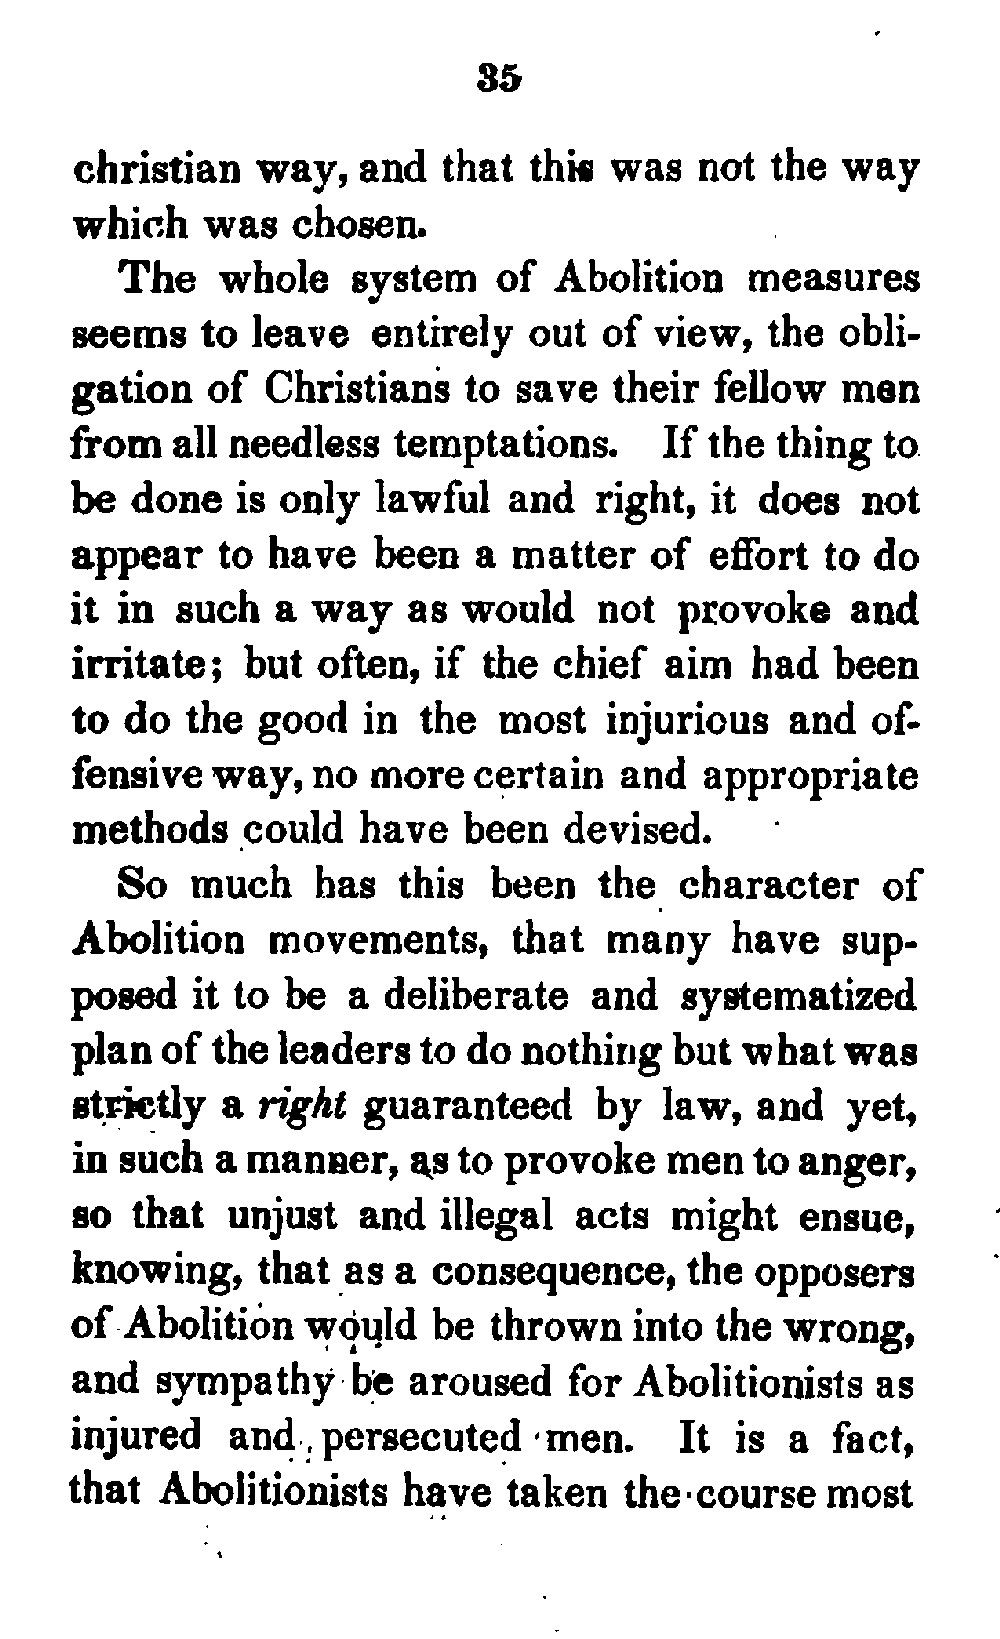 35
christian way, and that this was not the way
which was chosen.
The whole system of Abolition measures
seems to leave entirely out of view, the obli-
gation of Christians to save their fellow men
from all needless temptations. If the thing to
be done is only lawful and right, it does not
appear to have been a matter of effort to do
it in such a way as would not provoke and
irritate; but often, if the chief aim had been
to do the good in the most injurious and of-
fensive way, no more certain and appropriate
methods could have been devised.
So much has this been the character of
Abolition movements, that many have sup-
posed it to be a deliberate and systematized
plan of the leaders to do nothing but what was
strictly a right guaranteed by law, and yet,
in such a manner, as to provoke men to anger,
so that unjust and illegal acts might ensue,
knowing, that as a consequence, the opposers
of Abolition would be thrown into the wrong,
and sympathy be aroused for Abolitionists as
injured and persecuted men. It is a fact,
that Abolitionists have taken the course most